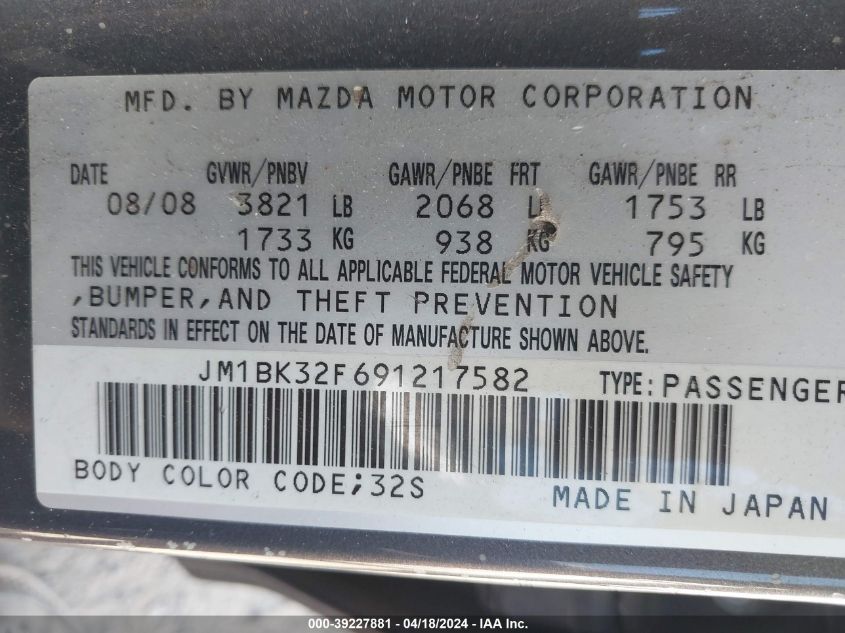 MFD. BY MAZDA MOTOR CORPORATION
DATE GVWR/PNBV GAWR/PNBE FRT GAWR/PNBE RR
08/08 3821 LB 2068 L 1753 LB
1733 KG 938 KG 795 KG
THIS VEHICLE CONFORMS TO ALL APPLICABLE FEDERAL MOTOR VEHICLE SAFETY
,BUMPER,AND THEFT PREVENTION
STANDARDS IN EFFECT ON THE DATE OF MANUFACTURE SHOWN ABOVE.
JM1BK32F691217582 TYPE:PASSENGER
BODY COLOR CODE;32S
MADE IN JAPAN
000-39227881 - 04/18/2024 - IAA Inc.